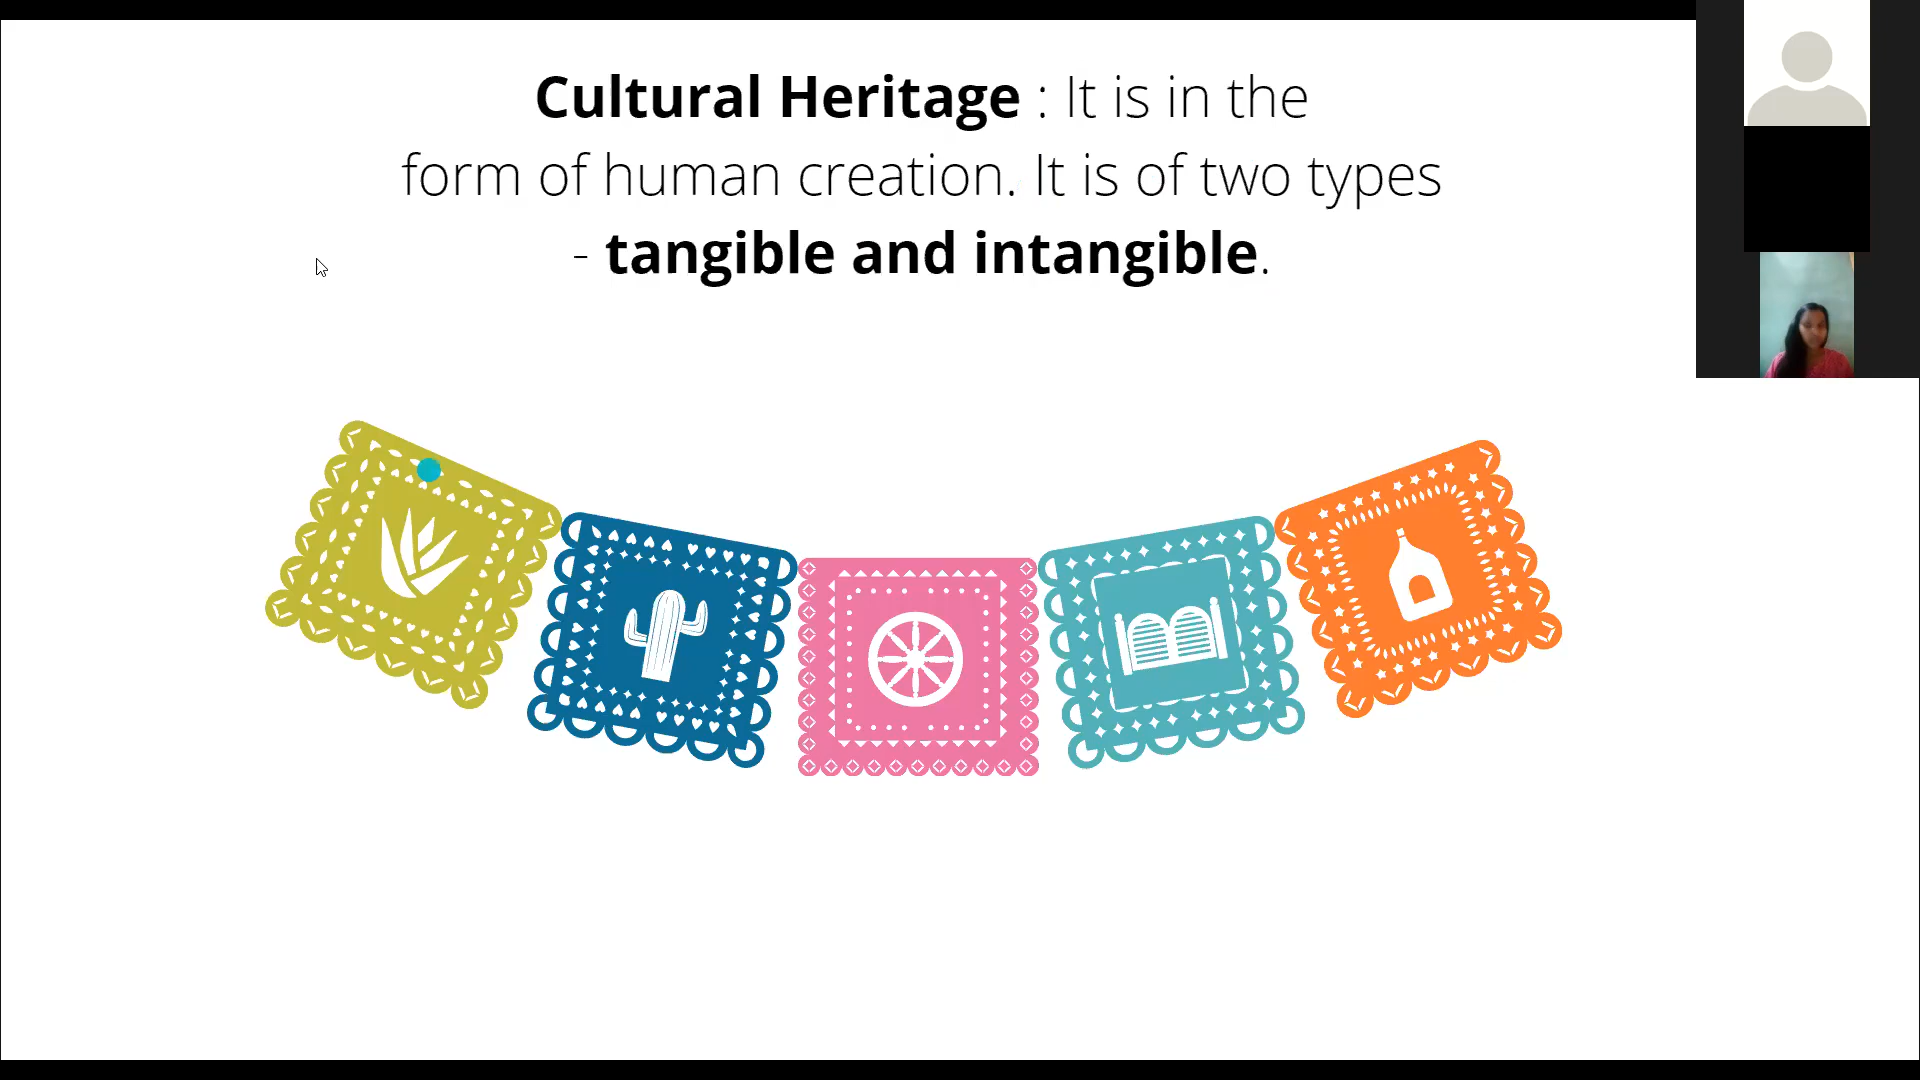 Cultural Heritage : It is in the
form of human creation. It is of two types
- tangible and intangible.